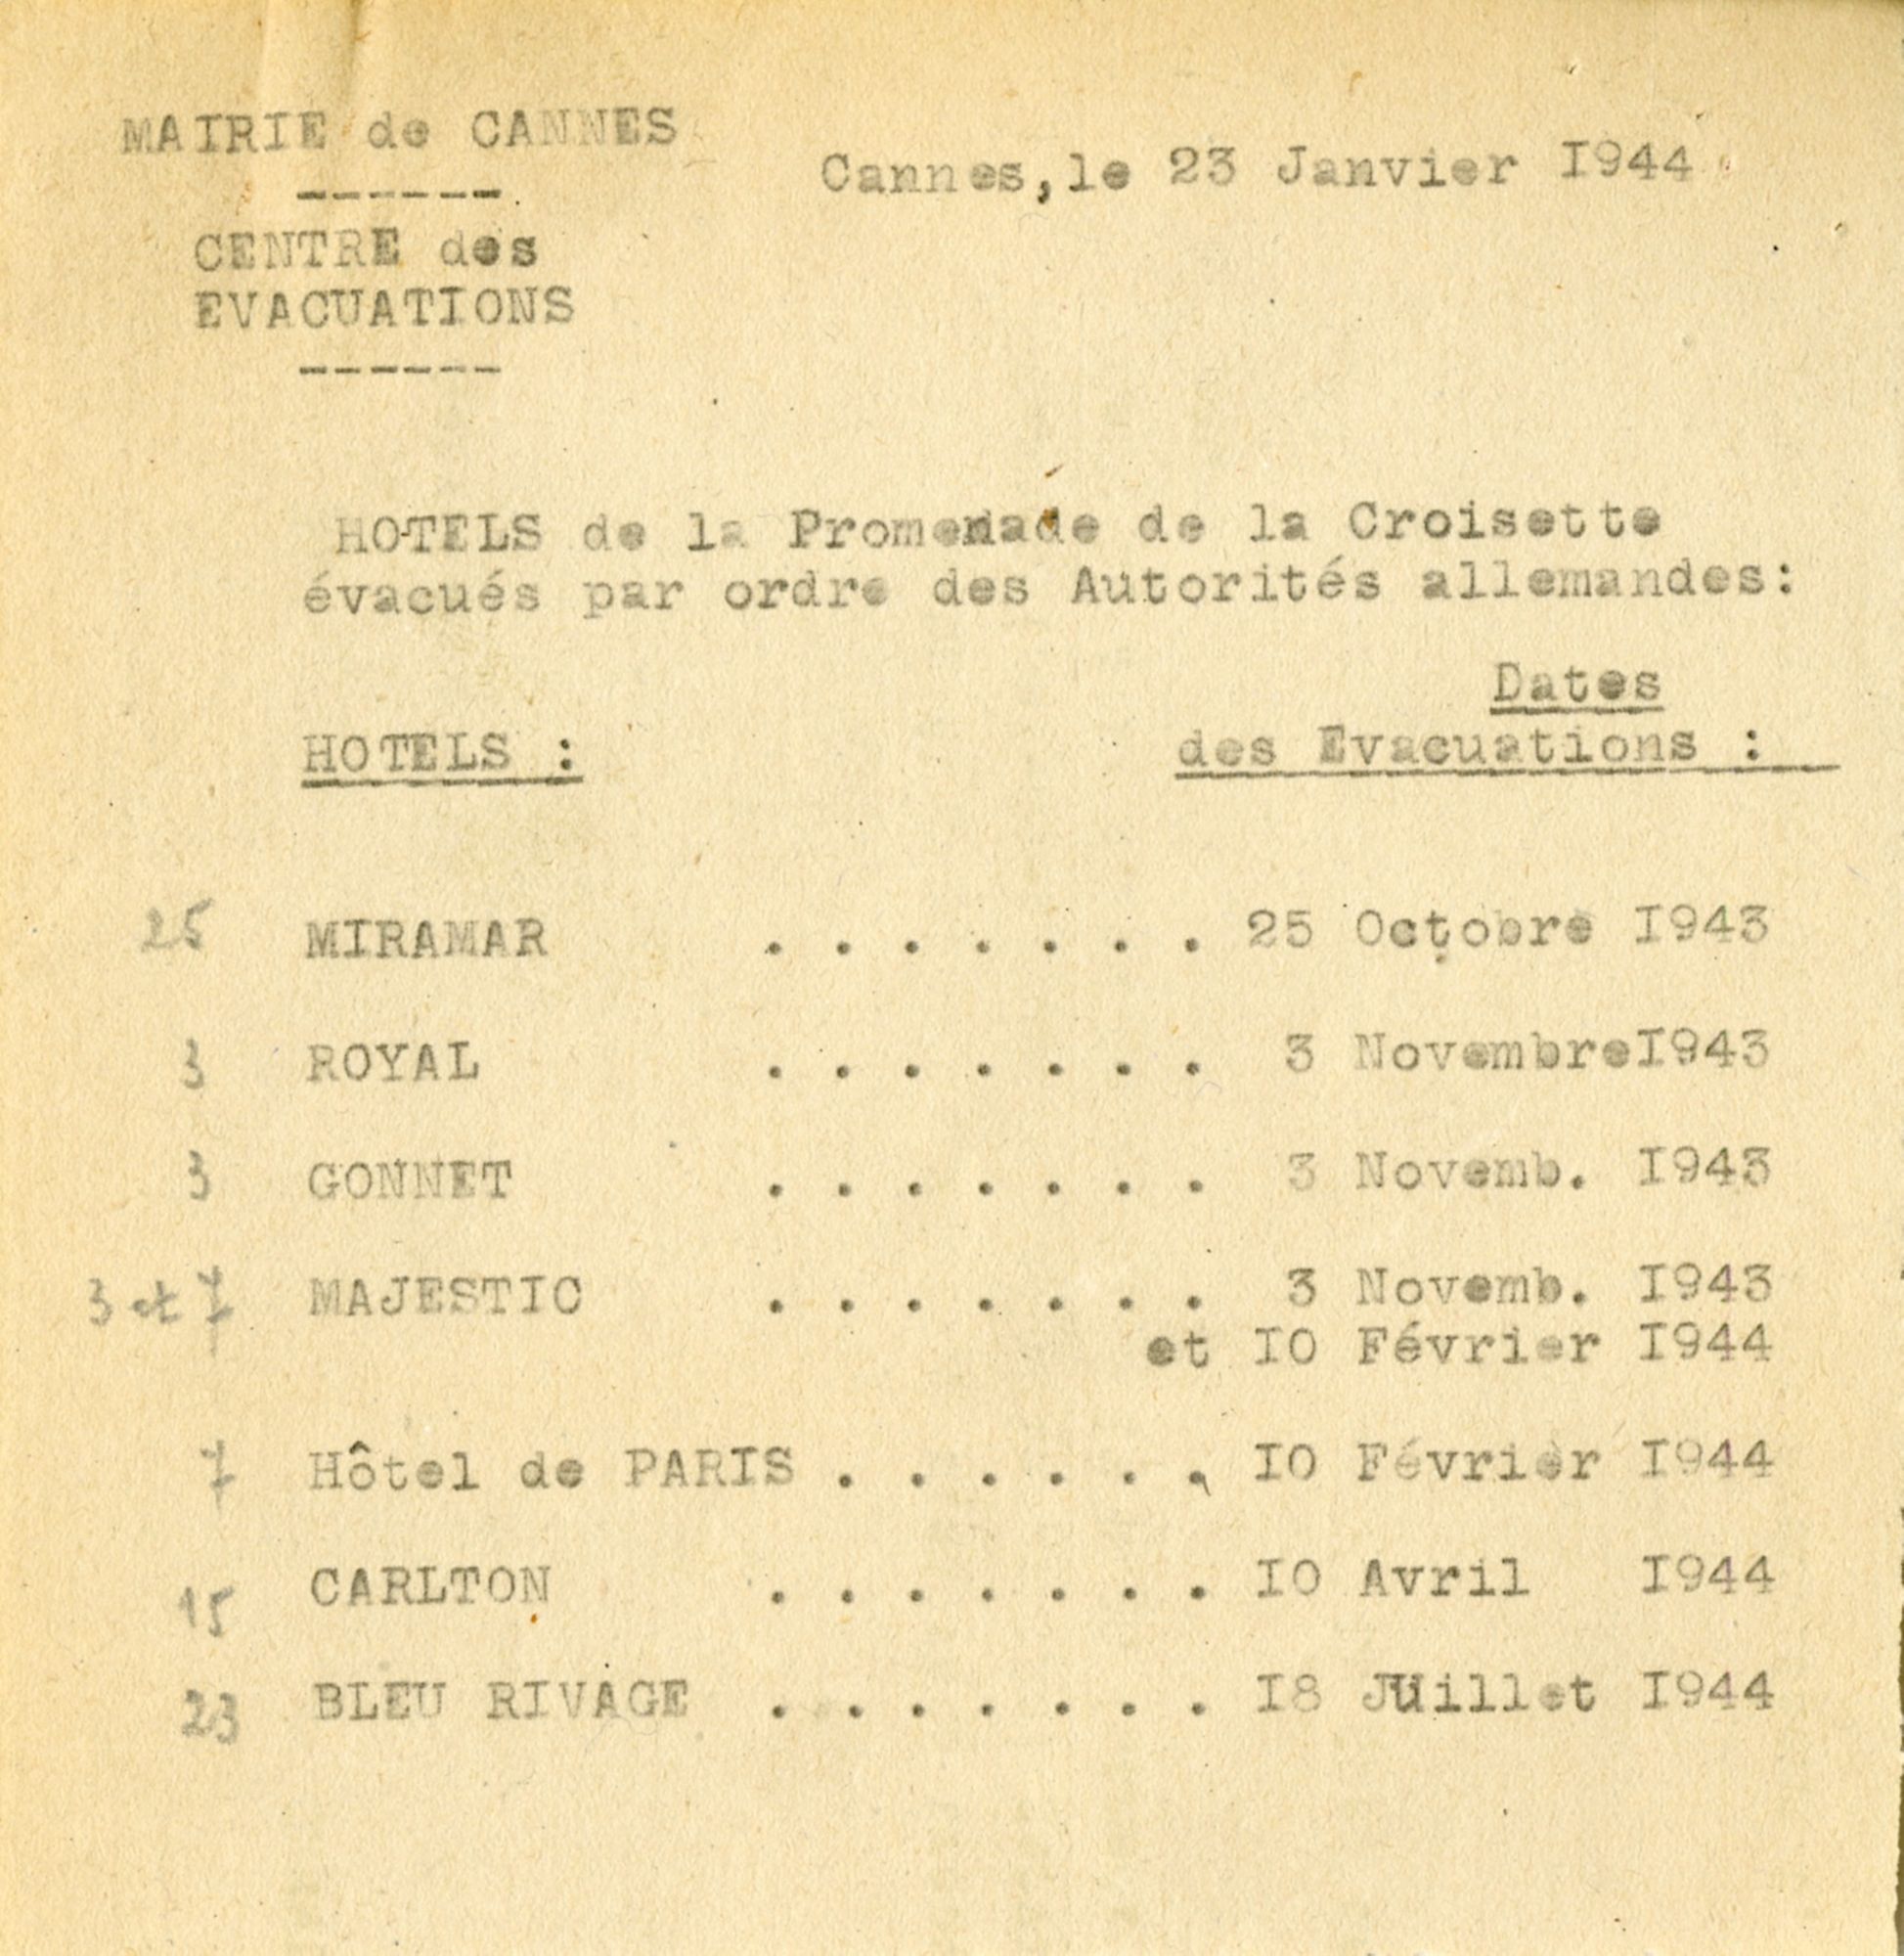 MAIRIE de CANNES
------
Cannes,le 23 Janvier I944
CENTRE des
EVACUATIONS
------
HOTELS de la Promenade de la Croisette
évacués par ordre des Autorités allemandes:
Dates
HOTELS : des Evacuations :
25 MIRAMAR . . . . . . . 25 Octobre I943
3 ROYAL . . . . . . . 3 NovembreI943
3 GONNET . . . . . . . 3 Novemb. I943
3 et 7 MAJESTIC . . . . . . . 3 Novemb. I943
et IO Février I944
7 Hôtel de PARIS . . . . . . IO Février I944
15 CARLTON . . . . . . . IO Avril I944
23 BLEU RIVAGE . . . . . . . I8 JUillet I944